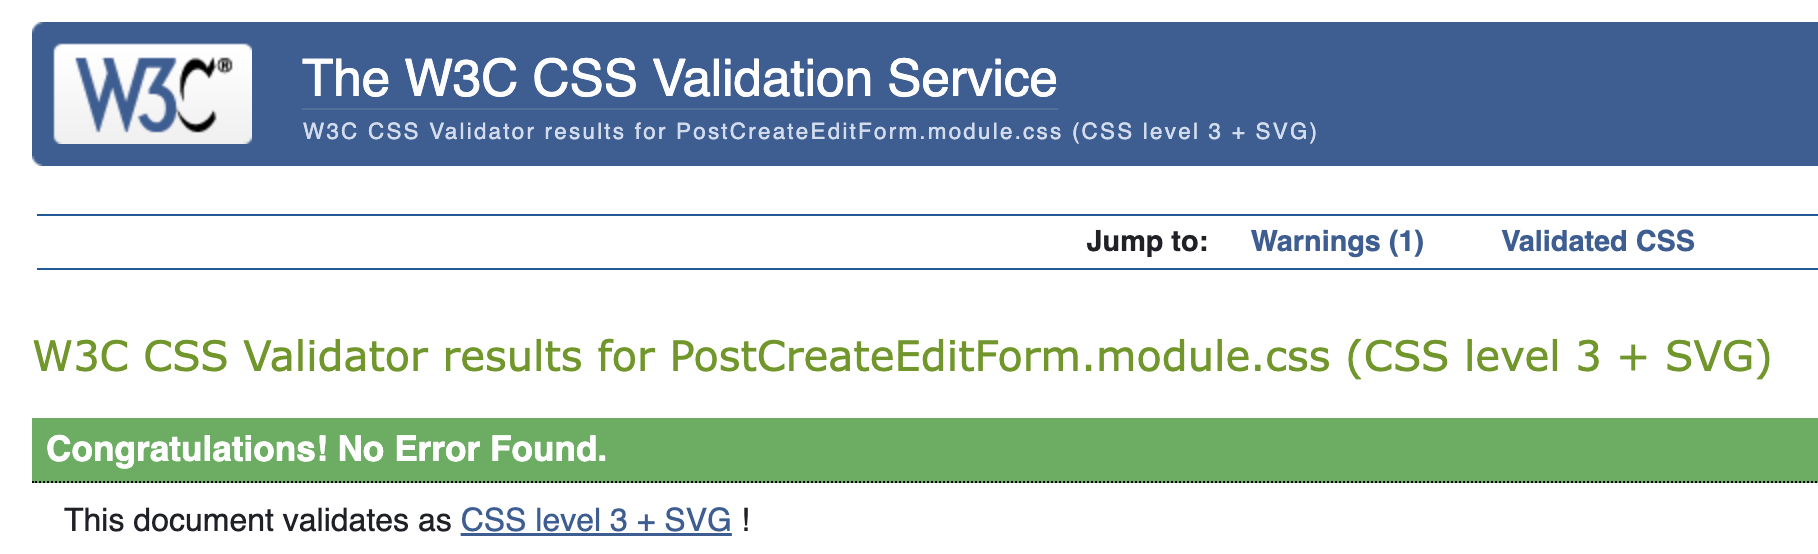 W3C®
The W3C CSS Validation Service
W3C CSS Validator results for PostCreateEditForm.module.css (CSS level 3 + SVG)
Jump to: Warnings (1) Validated CSS
W3C CSS Validator results for PostCreateEditForm.module.css (CSS level 3 + SVG)
Congratulations! No Error Found.
This document validates as CSS level 3 + SVG !